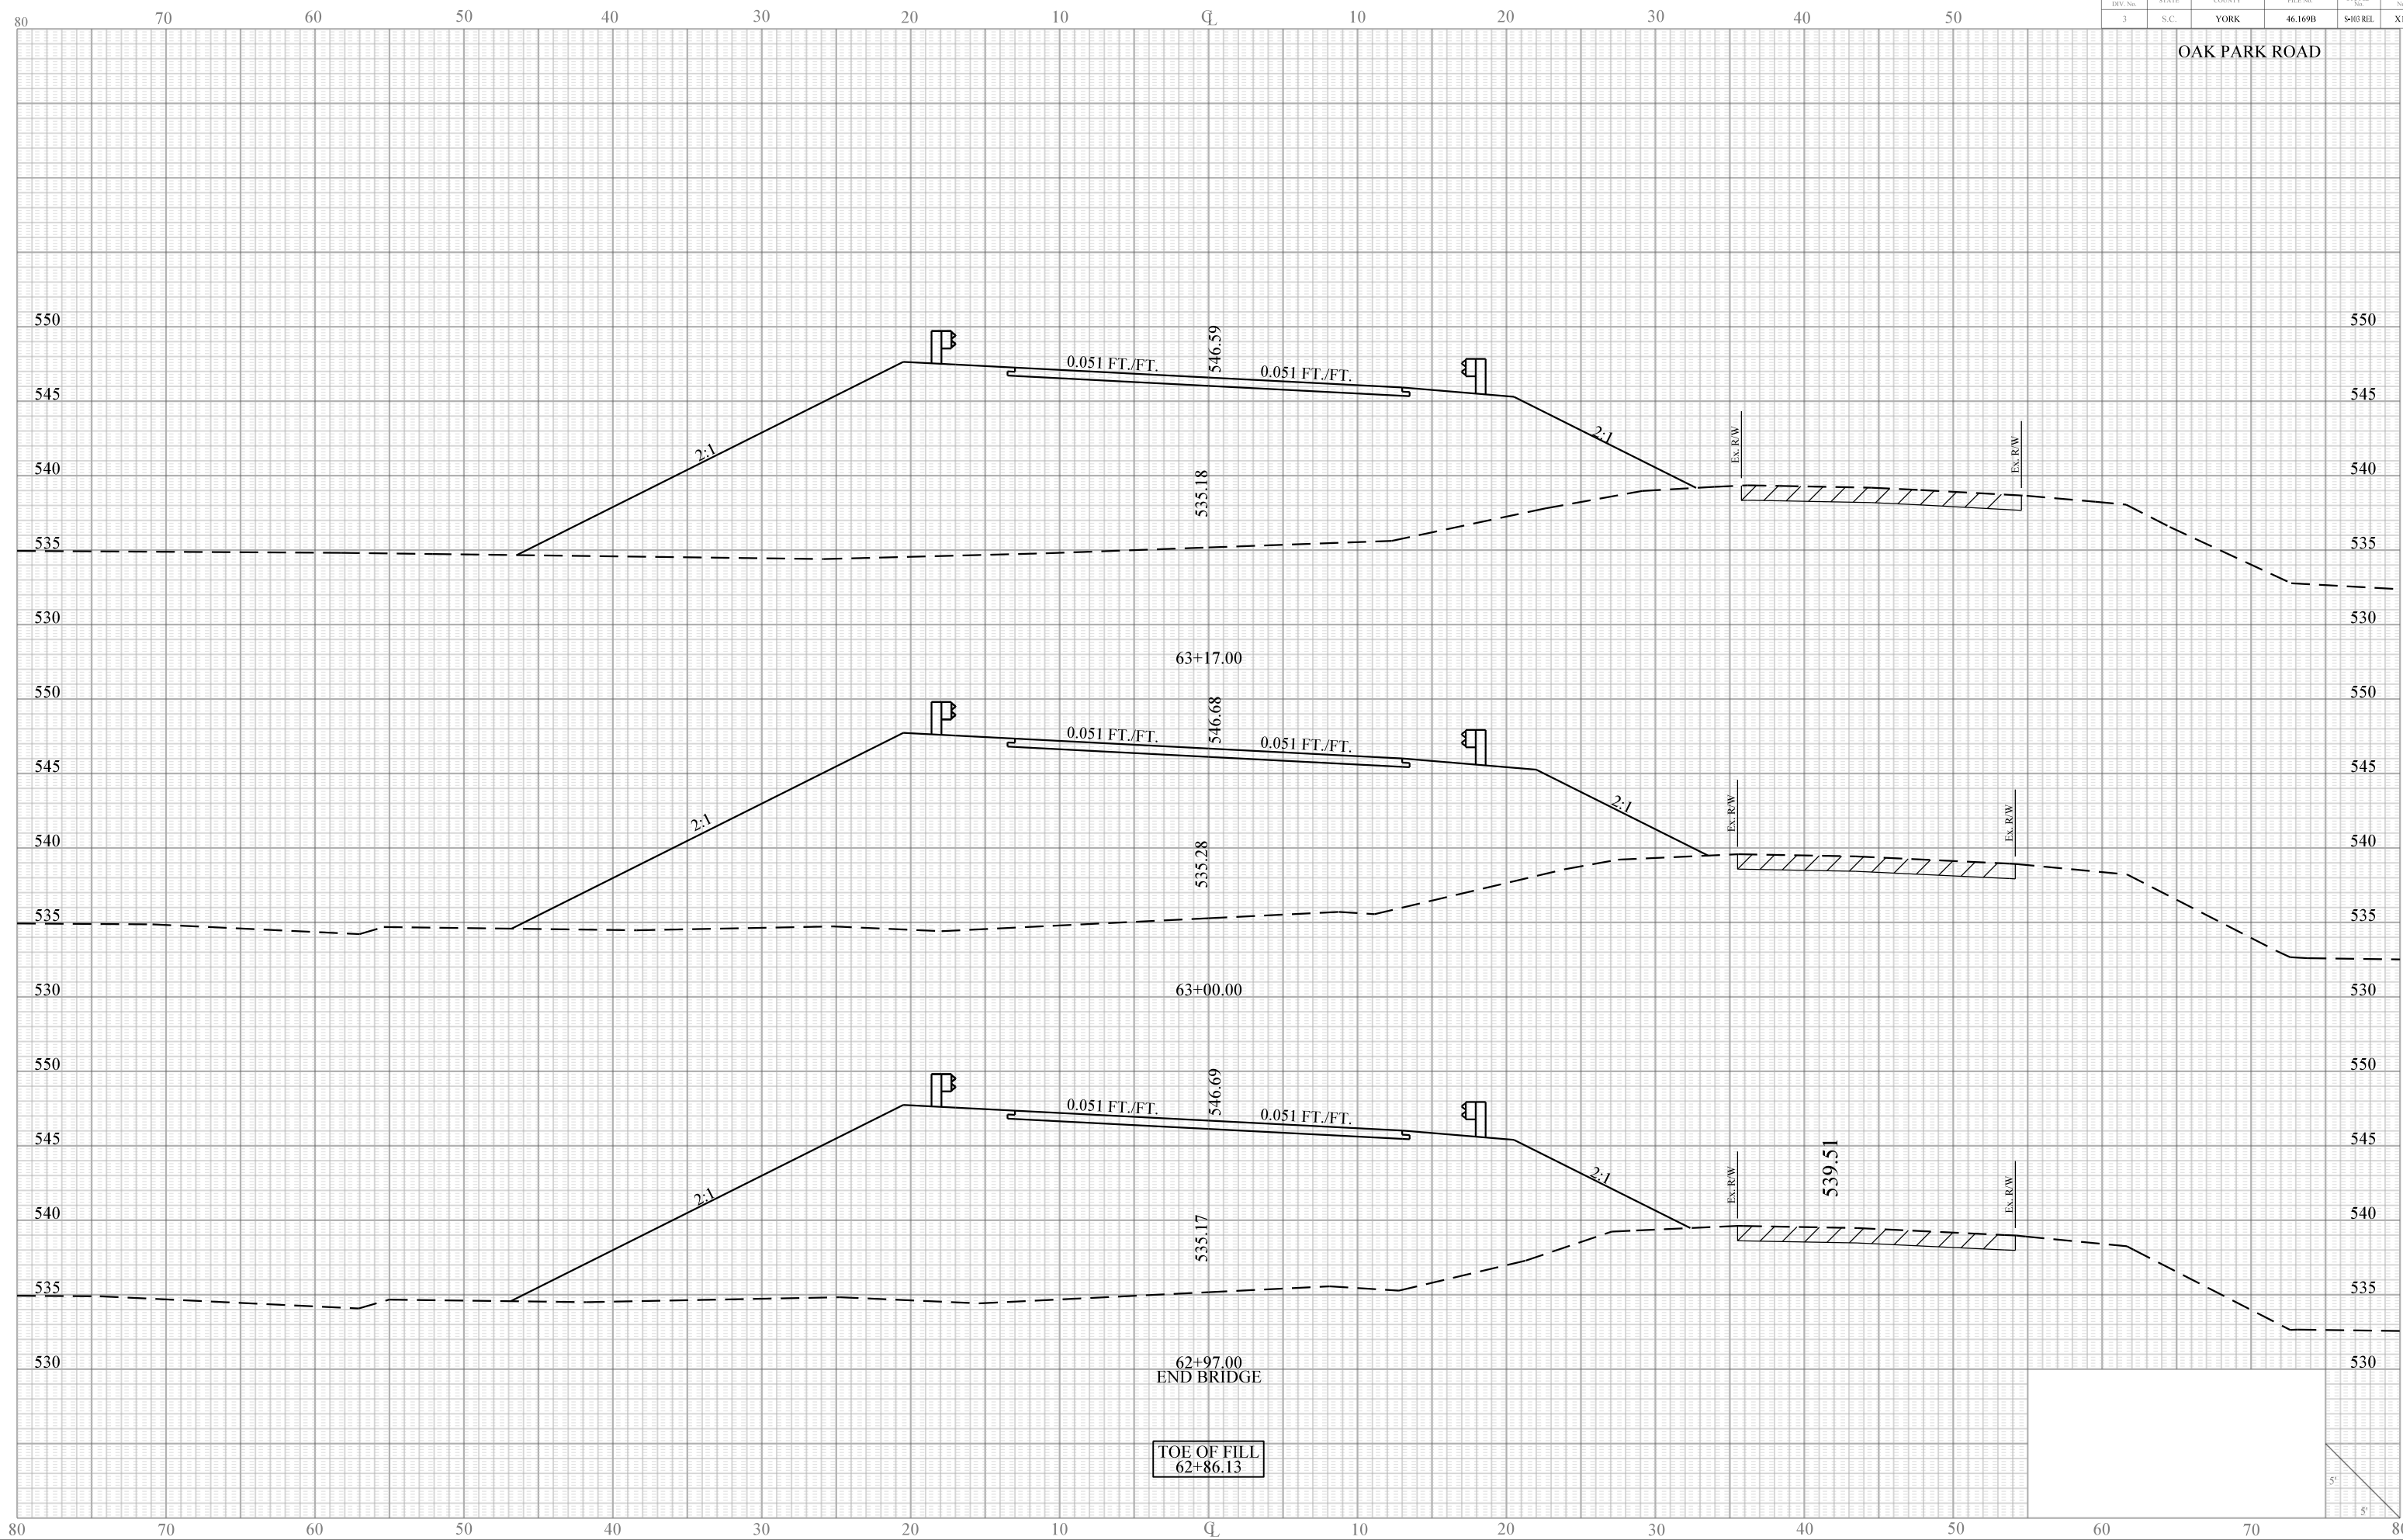 80 70 60 50 40 30 20 10 CL 10 20 30 40 50
DIV. No. STATE COUNTY FILE No. No.
3 S.C. YORK 46.169B S-103 REL
OAK PARK ROAD
550 546.59 550
0.051 FT./FT. 0.051 FT./FT.
545 545
2:1 2:1 Ex. R/W Ex. R/W
540 535.18 540
535 535
530 530
63+17.00
550 546.68 550
0.051 FT./FT. 0.051 FT./FT.
545 545
2:1 2:1 Ex. R/W Ex. R/W
540 535.28 540
535 535
530 530
63+00.00
550 546.69 550
0.051 FT./FT. 0.051 FT./FT.
545 545
2:1 2:1 Ex. R/W 539.51 Ex. R/W
540 535.17 540
535 535
530 530
62+97.00
END BRIDGE
TOE OF FILL
62+86.13
5'
5'
80 70 60 50 40 30 20 10 CL 10 20 30 40 50 60 70